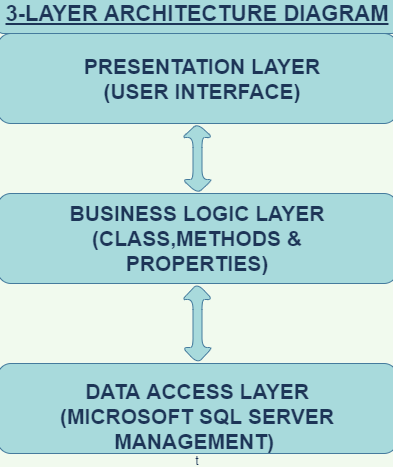 3-LAYER ARCHITECTURE DIAGRAM
PRESENTATION LAYER
(USER INTERFACE)
BUSINESS LOGIC LAYER
(CLASS,METHODS &
PROPERTIES)
DATA ACCESS LAYER
(MICROSOFT SQL SERVER
MANAGEMENT)
t